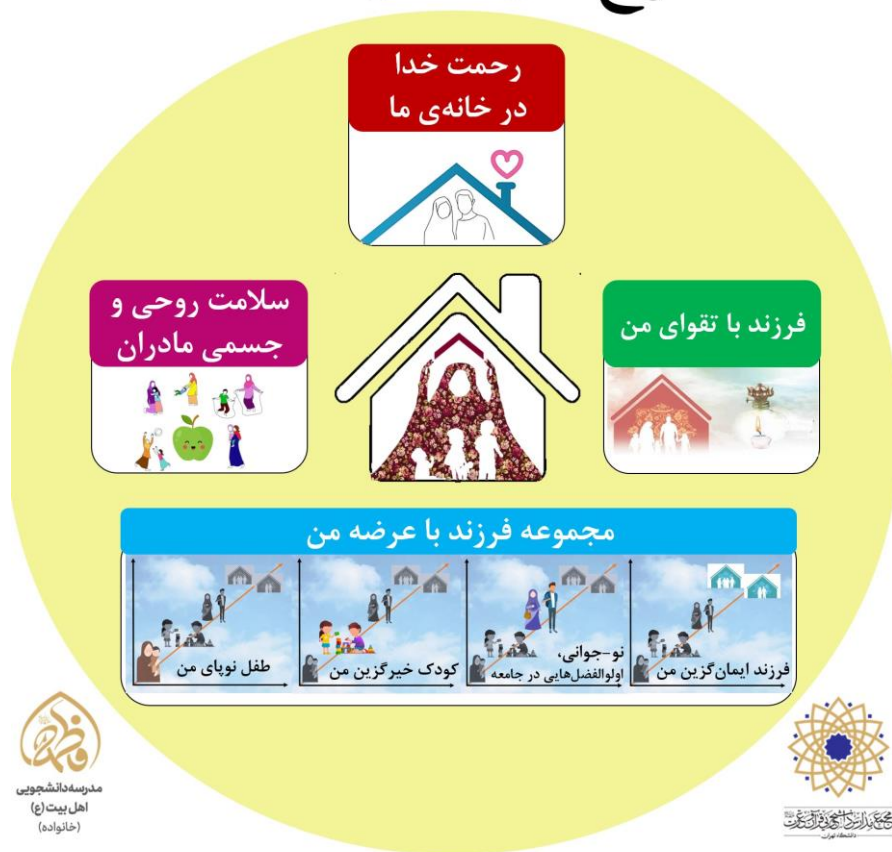 رحمت خدا
در خانه‌ی ما
فرزند با تقوای من
سلامت روحی و
جسمی مادران
مجموعه فرزند با عرضه من
فرزند ایمان‌گزین من
نو-جوانی،
اولوالفضل‌هایی در جامعه
کودک خیرگزین من
طفل نوپای من
مدرسه‌دانشجویی
اهل بیت(ع)
(خانواده)
دانشگاه تهران